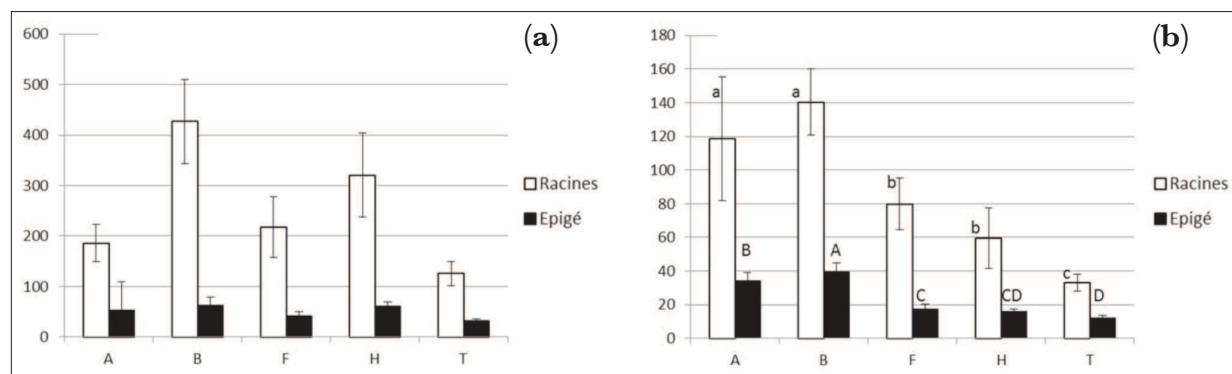 (a)
600
500
400
300
200
100
0
A B F H T
Racines
Epigé
(b)
180
160
140
120
100
80
60
40
20
0
a a b b c
B A C CD D
A B F H T
Racines
Epigé